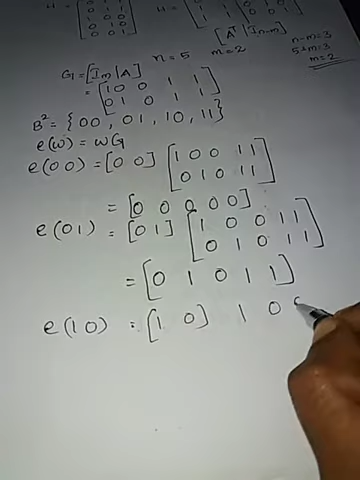 [A^T | I_n-m]
n-m=3
n = 5 m = 2
5-m=3
m=2
G = [I_m | A]
= [1 0 0 1 1
0 1 0 1 1]
B² = {00, 01, 10, 11}
e(w) = wG
e(00) = [0 0] [1 0 0 1 1
0 1 0 1 1]
= [0 0 0 0 0]
e(01) = [0 1] [1 0 0 1 1
0 1 0 1 1]
= [0 1 0 1 1]
e(10) = [1 0] 1 0